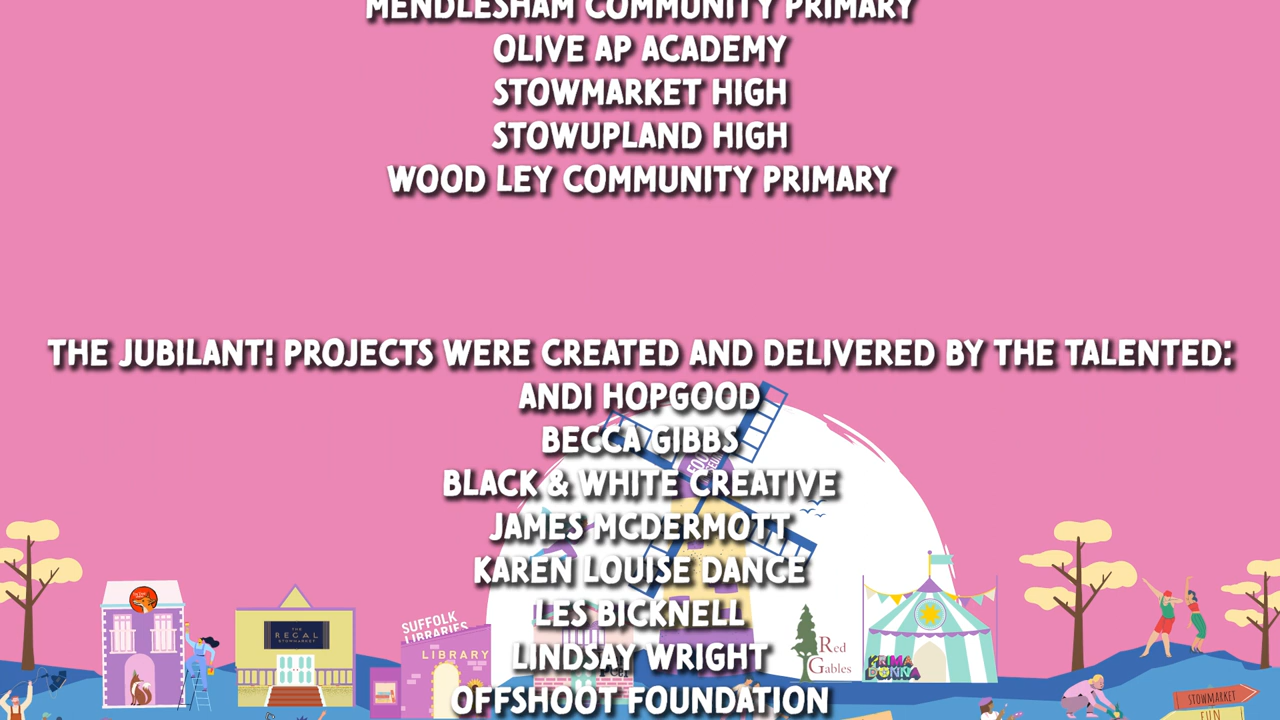 MENDLESHAM COMMUNITY PRIMARY
OLIVE AP ACADEMY
STOWMARKET HIGH
STOWUPLAND HIGH
WOOD LEY COMMUNITY PRIMARY
THE JUBILANT! PROJECTS WERE CREATED AND DELIVERED BY THE TALENTED:
ANDI HOPGOOD
BECCA GIBBS
BLACK & WHITE CREATIVE
JAMES MCDERMOTT
KAREN LOUISE DANCE
LES BICKNELL
LINDSAY WRIGHT
OFFSHOOT FOUNDATION
THE REGAL STOWMARKET
SUFFOLK LIBRARIES
LIBRARY
Red Gables
PRIMA DONNA
STOWMARKET
FUN